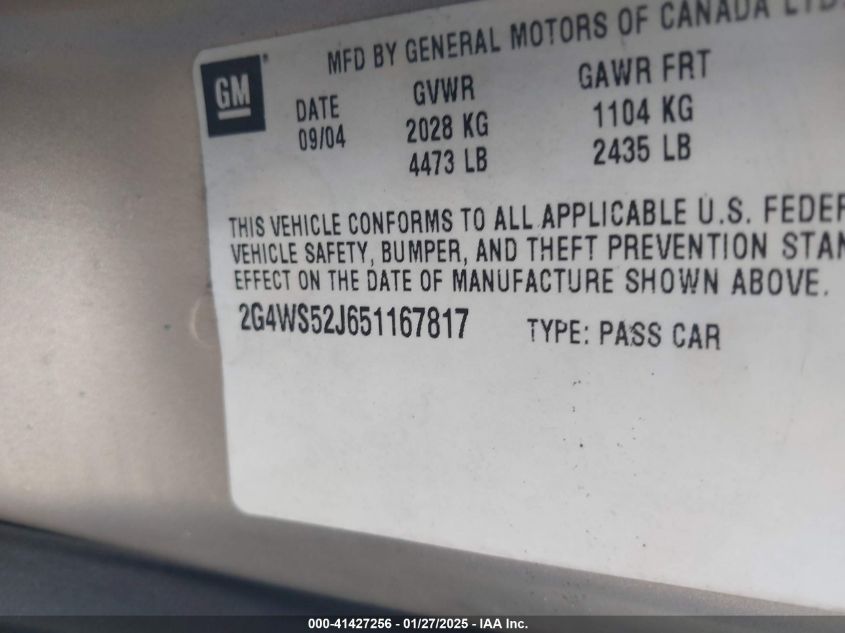 MFD BY GENERAL MOTORS OF CANADA LTD.
GM
DATE GVWR GAWR FRT
09/04 2028 KG 1104 KG
4473 LB 2435 LB
THIS VEHICLE CONFORMS TO ALL APPLICABLE U.S. FEDER
VEHICLE SAFETY, BUMPER, AND THEFT PREVENTION STAN
EFFECT ON THE DATE OF MANUFACTURE SHOWN ABOVE.
2G4WS52J651167817 TYPE: PASS CAR
000-41427256 - 01/27/2025 - IAA Inc.